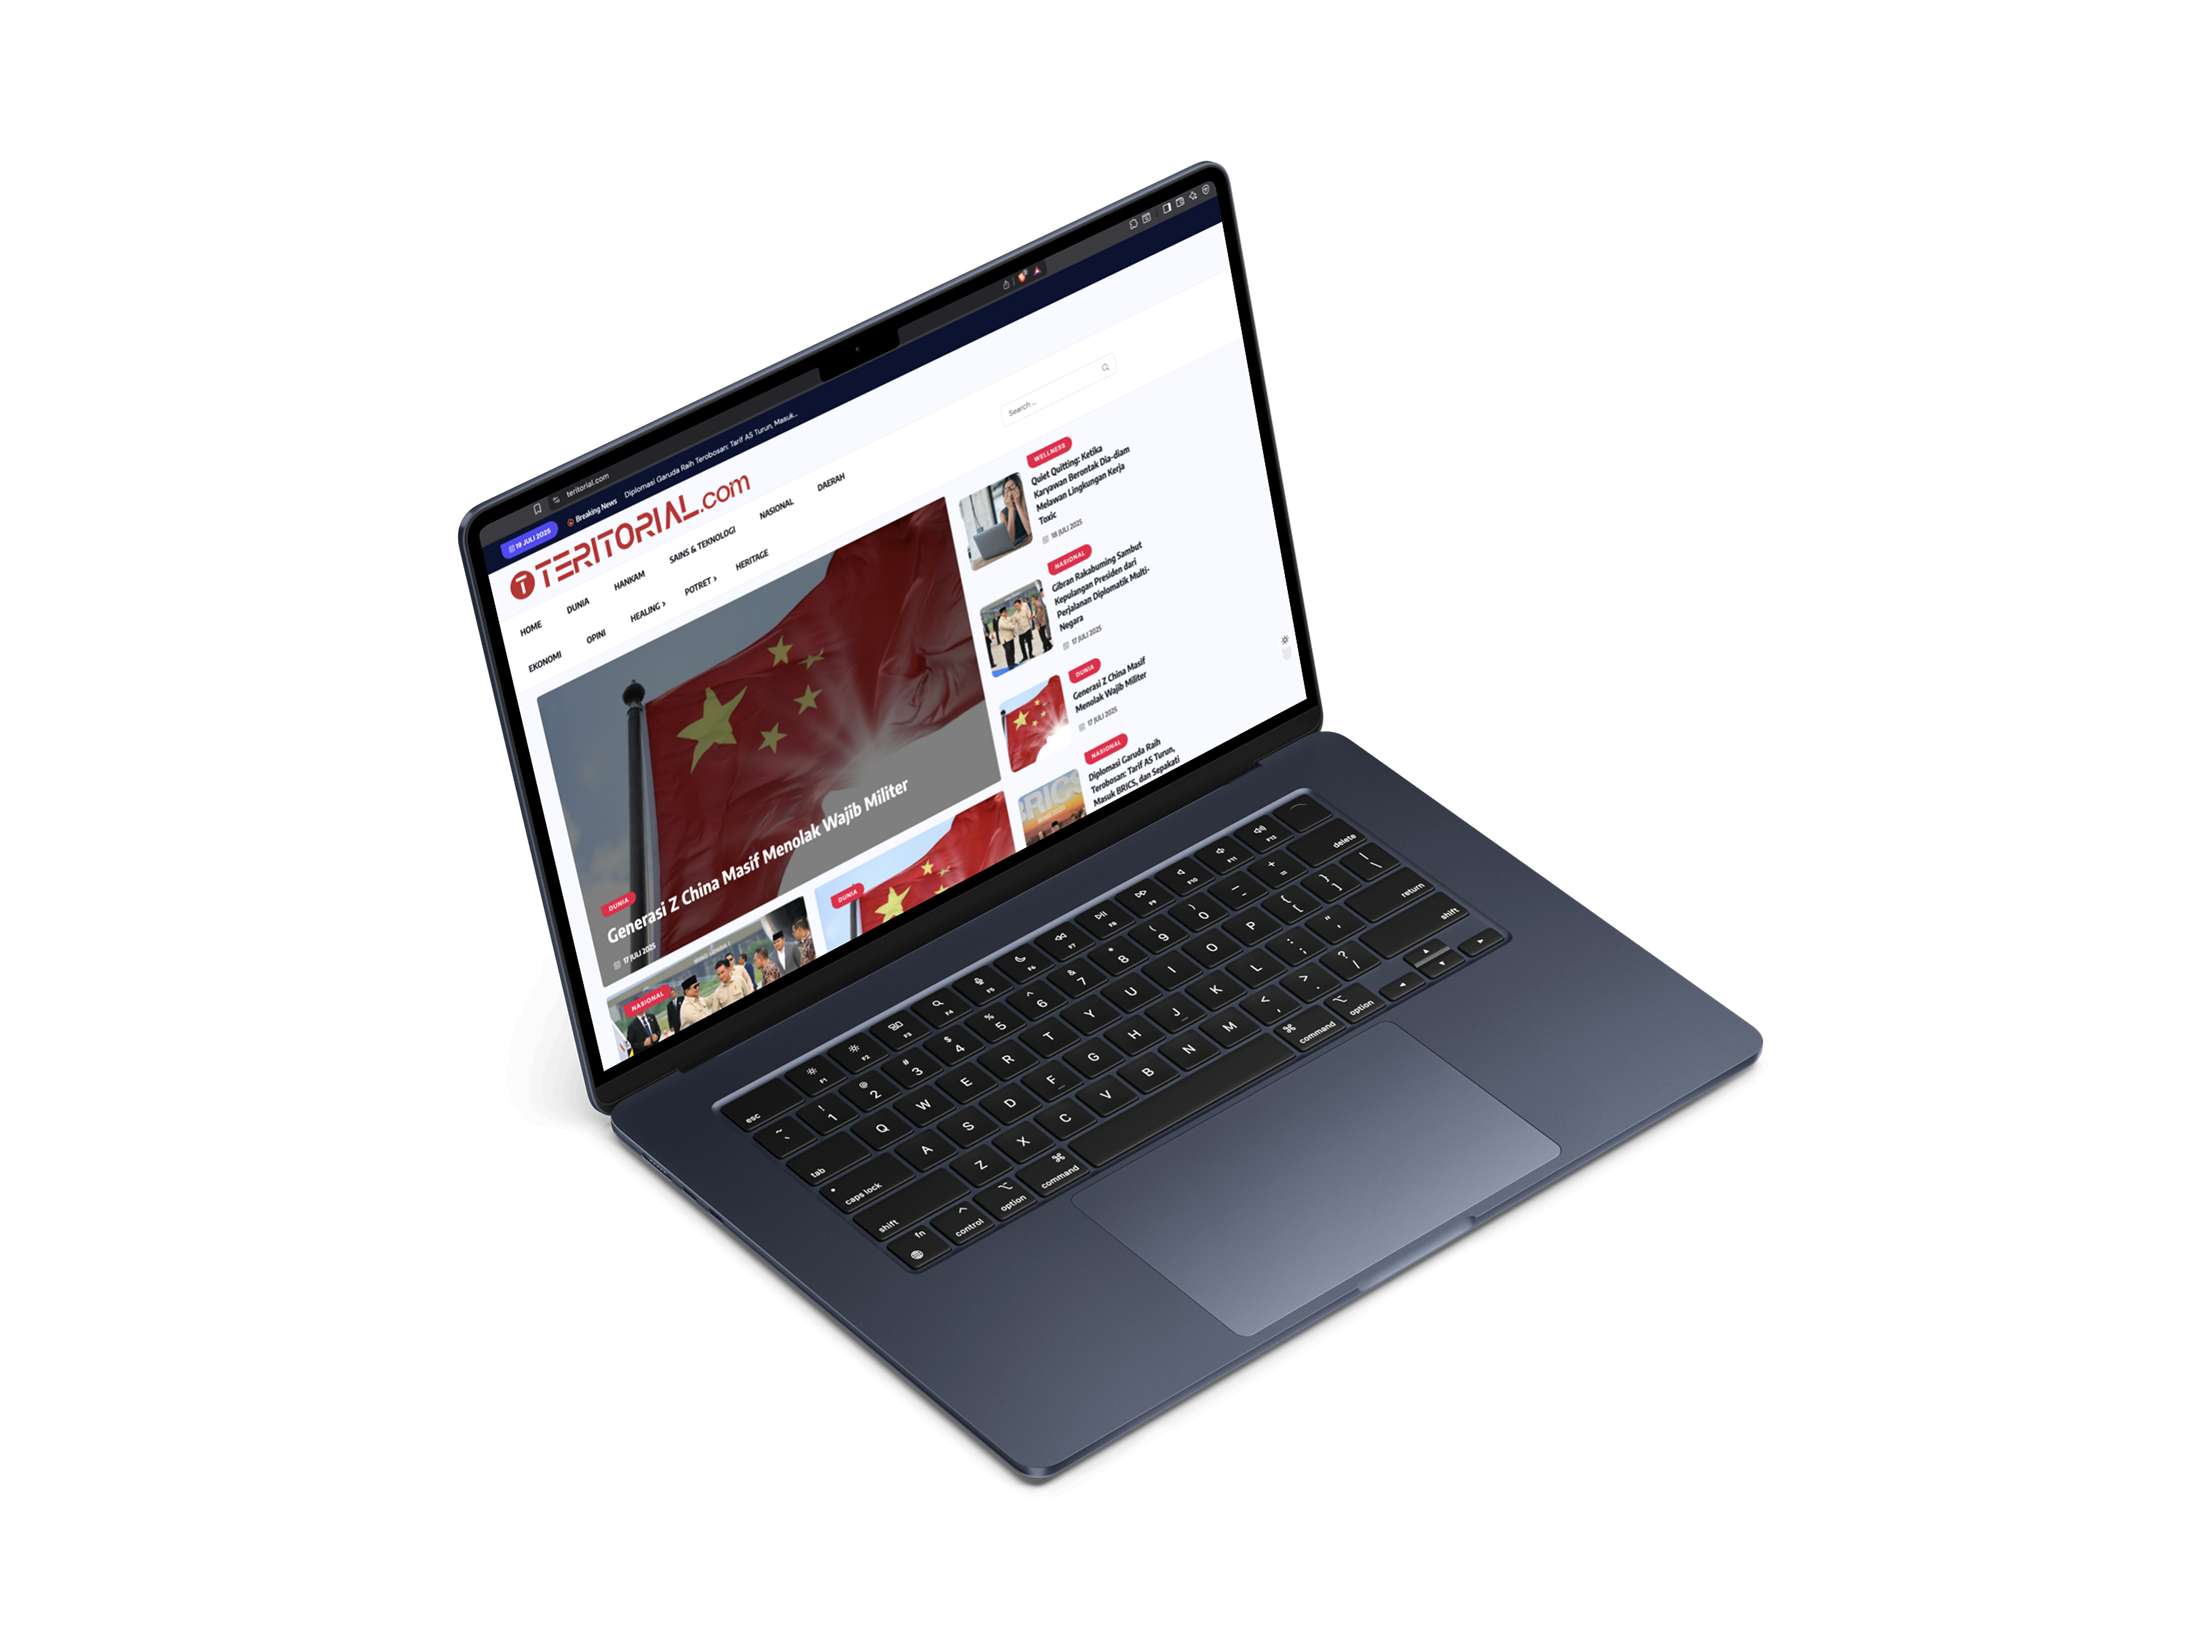 teritorial.com
19 JULI 2025
Breaking News Diplomasi Garuda Raih Terobosan: Tarif AS Turun, Masuk...
TERITORIAL.com
HOME DUNIA HANKAM SAINS & TEKNOLOGI NASIONAL DAERAH
EKONOMI OPINI HEALING › POTRET › HERITAGE
Search ...
DUNIA
Generasi Z China Masif Menolak Wajib Militer
17 JULI 2025
NASIONAL
DUNIA
WELLNESS
Quiet Quitting: Ketika
Karyawan Berontak Dia-diam
Melawan Lingkungan Kerja
Toxic
18 JULI 2025
NASIONAL
Gibran Rakabuming Sambut
Kepulangan Presiden dari
Perjalanan Diplomatik Multi-
Negara
17 JULI 2025
DUNIA
Generasi Z China Masif
Menolak Wajib Militer
17 JULI 2025
NASIONAL
Diplomasi Garuda Raih
Terobosan: Tarif AS Turun,
Masuk BRICS, dan Sepakati
BRICS
esc F1 F2 F3 F4 F5 F6 F7 F8 F9 F10 F11 F12
~ ` ! 1 @ 2 # 3 $ 4 % 5 ^ 6 & 7 * 8 ( 9 ) 0 _ - + = delete
tab Q W E R T Y U I O P { [ } ] | \
caps lock A S D F G H J K L : ; " ' return
shift Z X C V B N M < , > . ? / shift
fn control option command command option